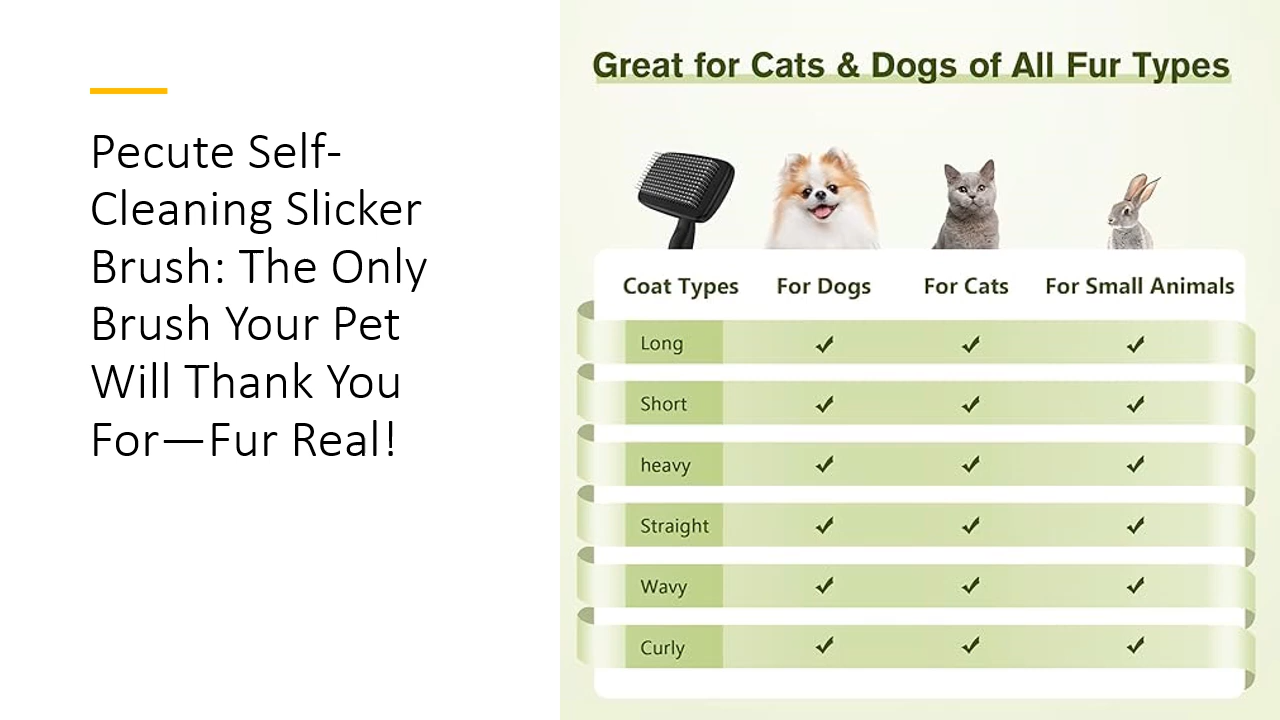 Pecute Self-
Cleaning Slicker
Brush: The Only
Brush Your Pet
Will Thank You
For—Fur Real!
Great for Cats & Dogs of All Fur Types
Coat Types For Dogs For Cats For Small Animals
Long ✓ ✓ ✓
Short ✓ ✓ ✓
heavy ✓ ✓ ✓
Straight ✓ ✓ ✓
Wavy ✓ ✓ ✓
Curly ✓ ✓ ✓